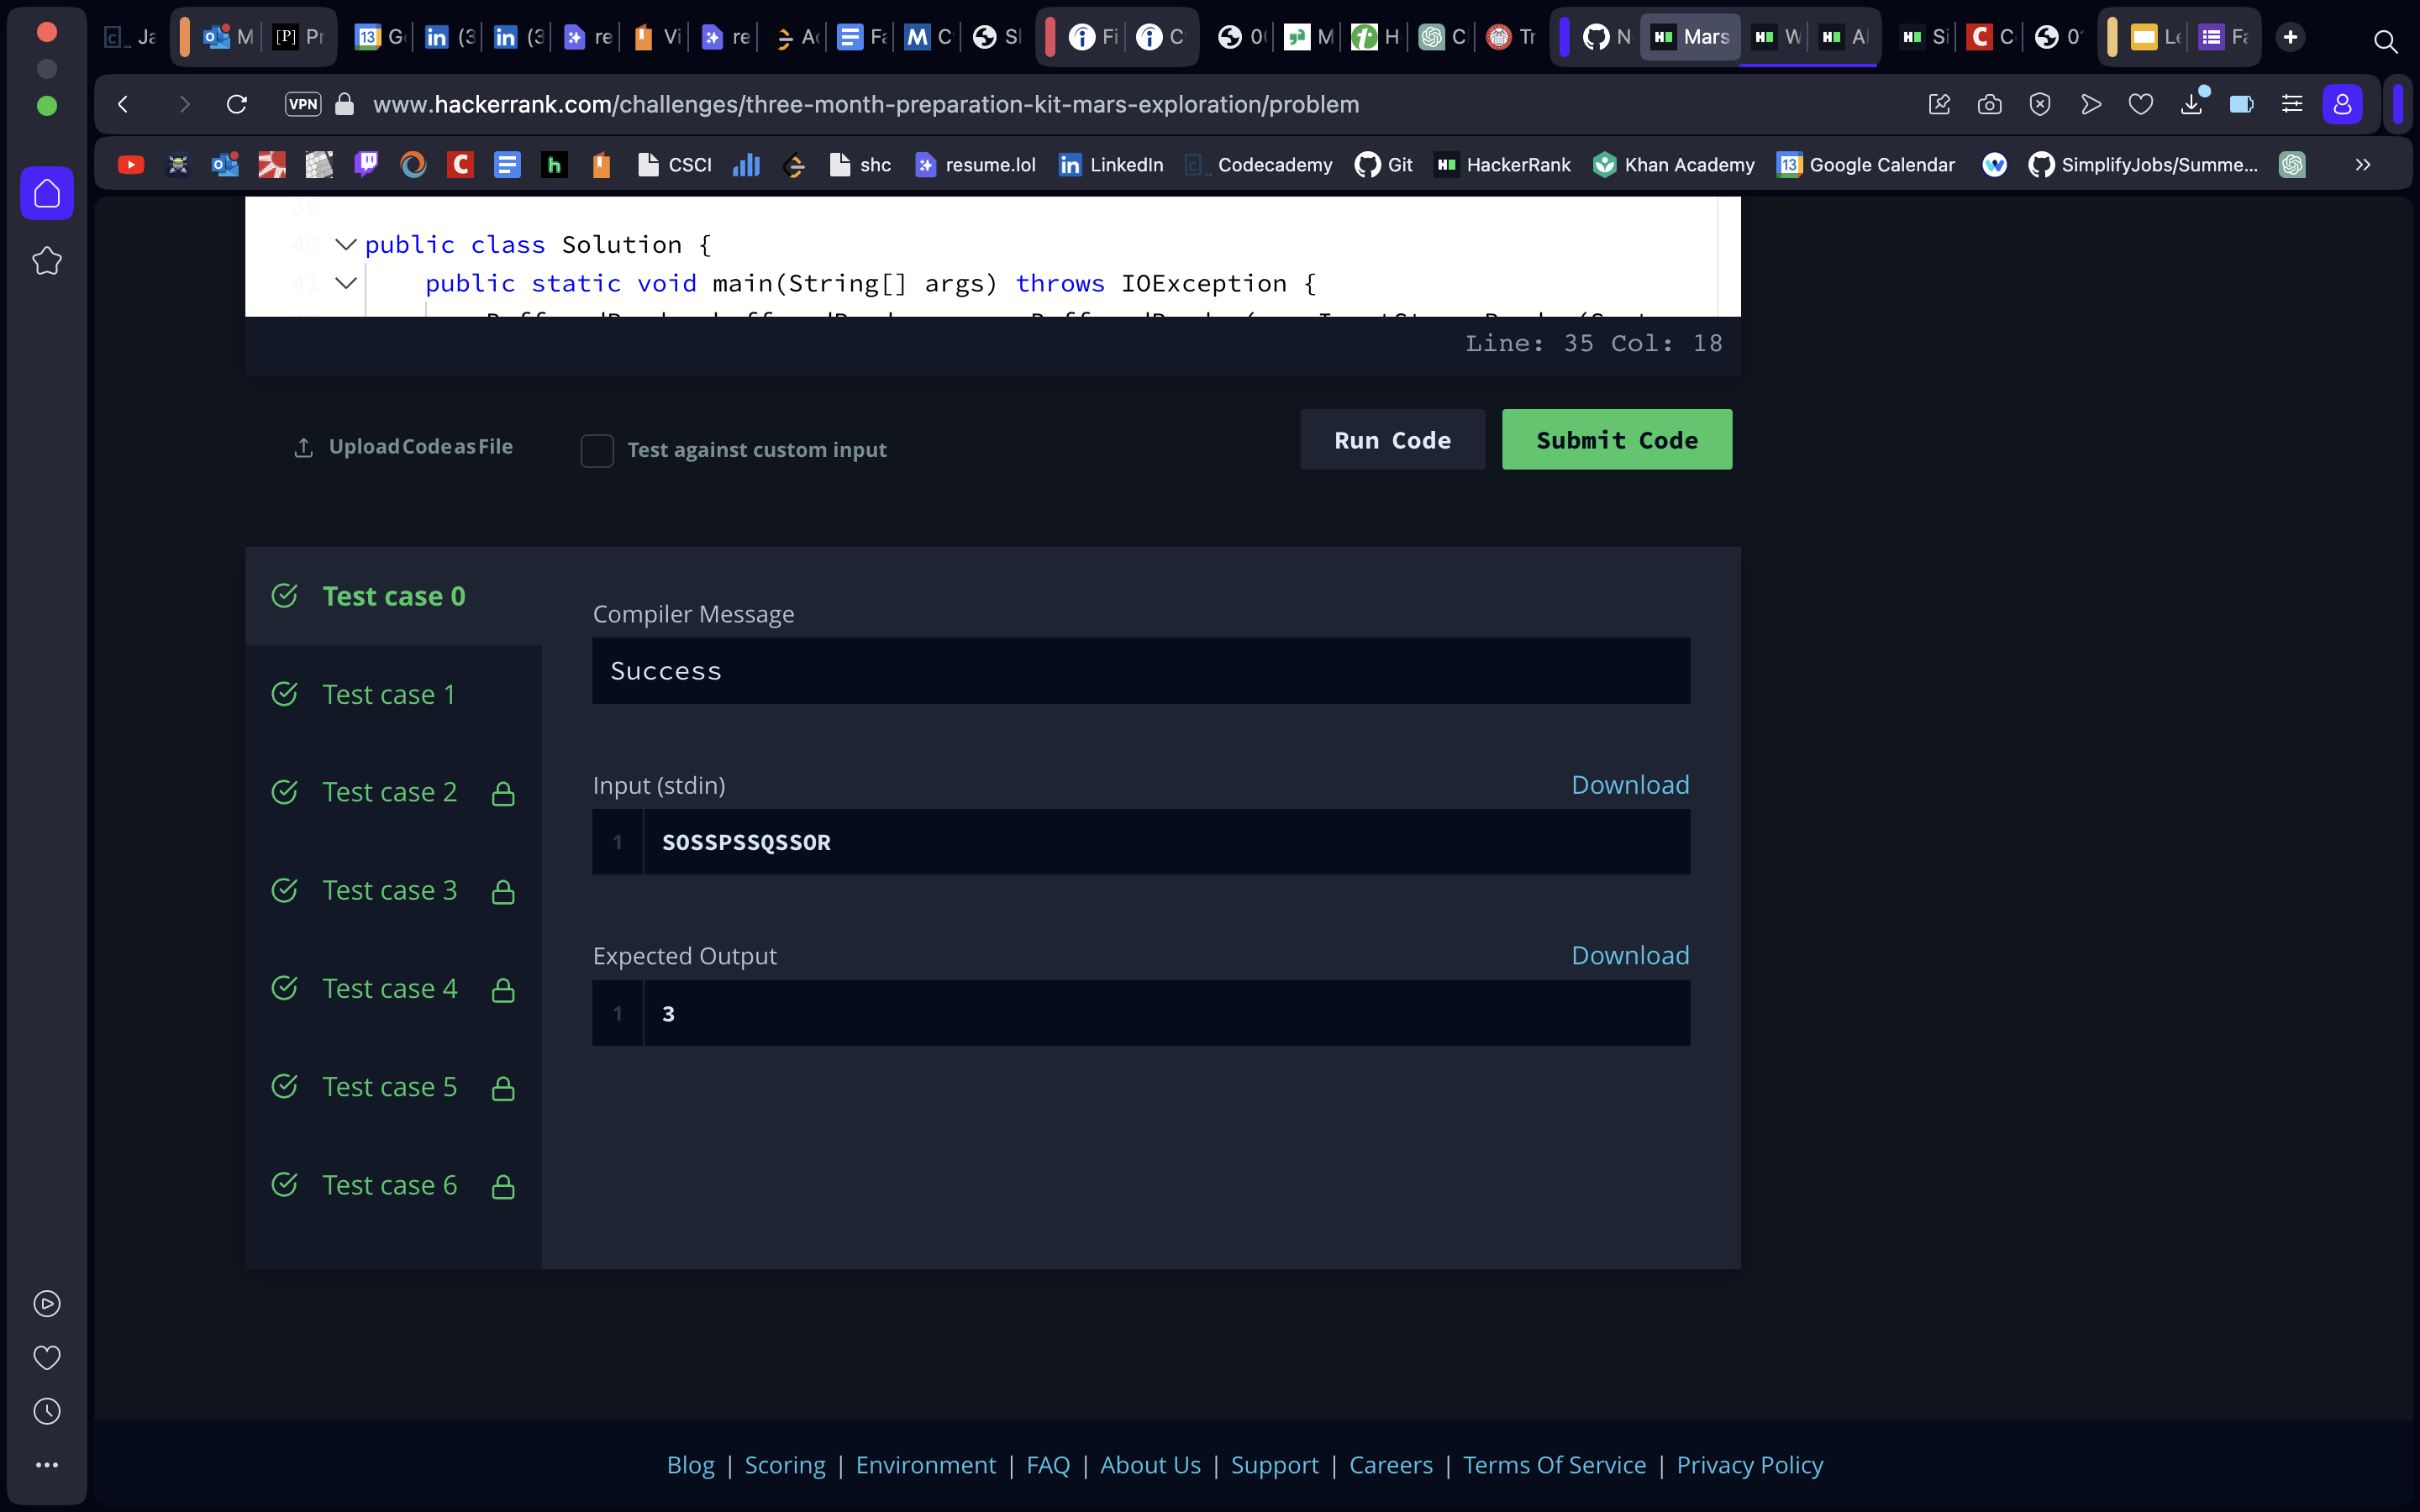 Ja M Pr 13 G (3 (3 re Vi re A Fa M C S Fi C 0 M H C Tr N Mars W A Si C 0 Le Fa
VPN www.hackerrank.com/challenges/three-month-preparation-kit-mars-exploration/problem
CSCI shc resume.lol LinkedIn Codecademy Git HackerRank Khan Academy 13 Google Calendar SimplifyJobs/Summe... »
39
40 public class Solution {
41 public static void main(String[] args) throws IOException {
Line: 35 Col: 18
Upload Code as File Test against custom input Run Code Submit Code
Test case 0
Compiler Message
Success
Test case 1
Input (stdin) Download
Test case 2
1 SOSSPSSQSSOR
Test case 3
Expected Output Download
Test case 4
1 3
Test case 5
Test case 6
Blog | Scoring | Environment | FAQ | About Us | Support | Careers | Terms Of Service | Privacy Policy